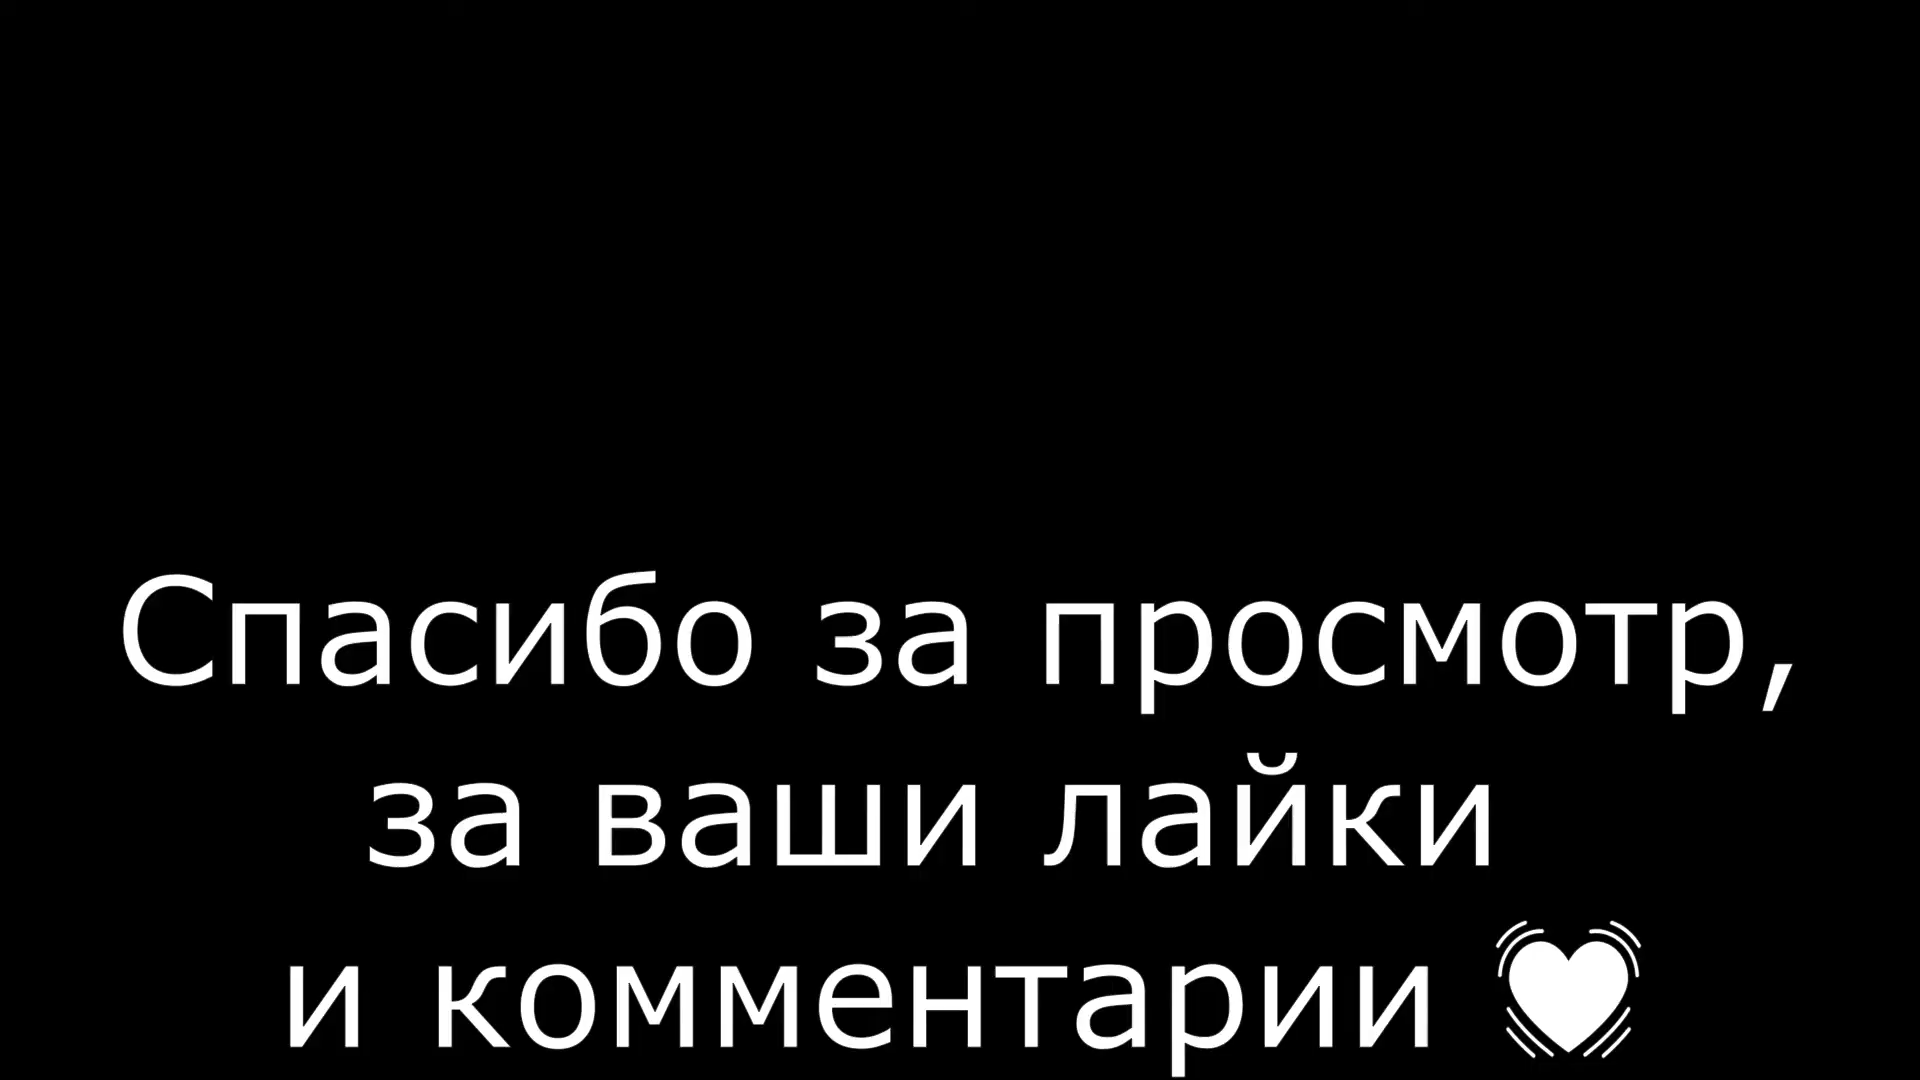 Спасибо за просмотр,
за ваши лайки
и комментарии 💓